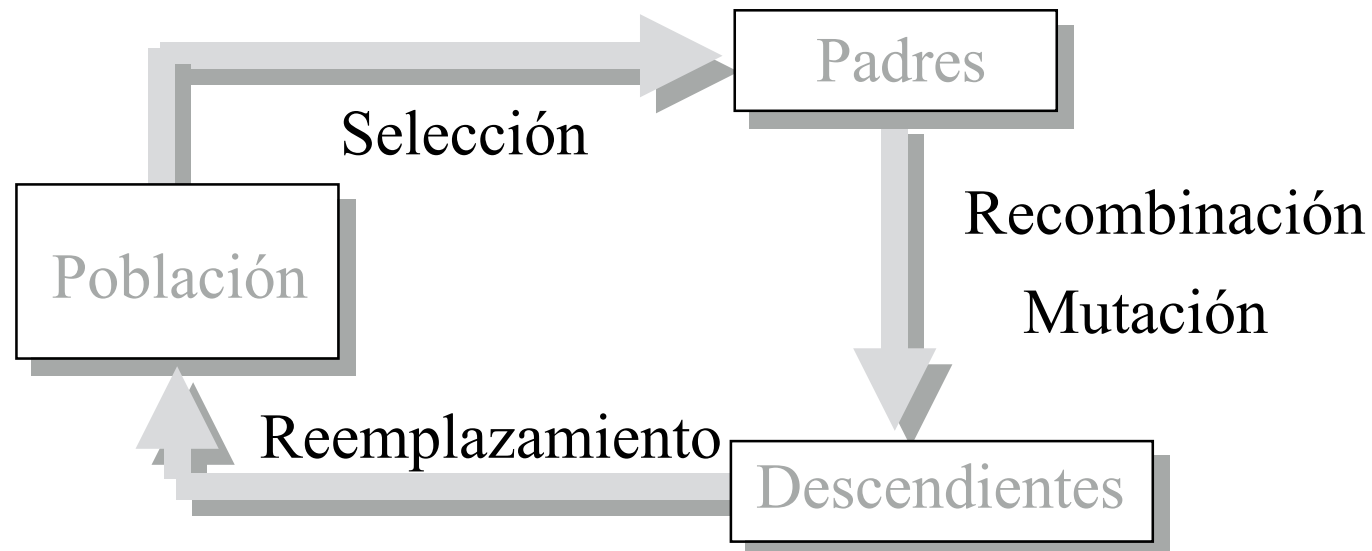 Padres
Selección
Recombinación
Población
Mutación
Reemplazamiento
Descendientes